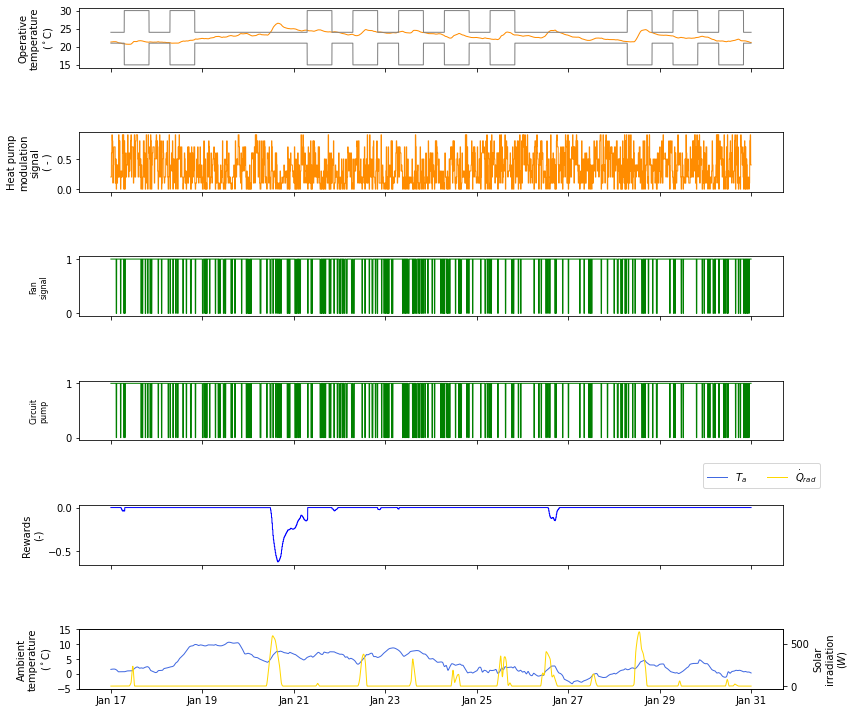 Operative
temperature
(°C)
30
25
20
15
Heat pump
modulation
signal
( - )
0.5
0.0
Fan
signal
1
0
Circuit
pump
1
0
T_a
Q̇_rad
Rewards
(-)
0.0
−0.5
Ambient
temperature
(°C)
15
10
5
0
−5
Solar
irradiation
(W)
500
0
Jan 17 Jan 19 Jan 21 Jan 23 Jan 25 Jan 27 Jan 29 Jan 31